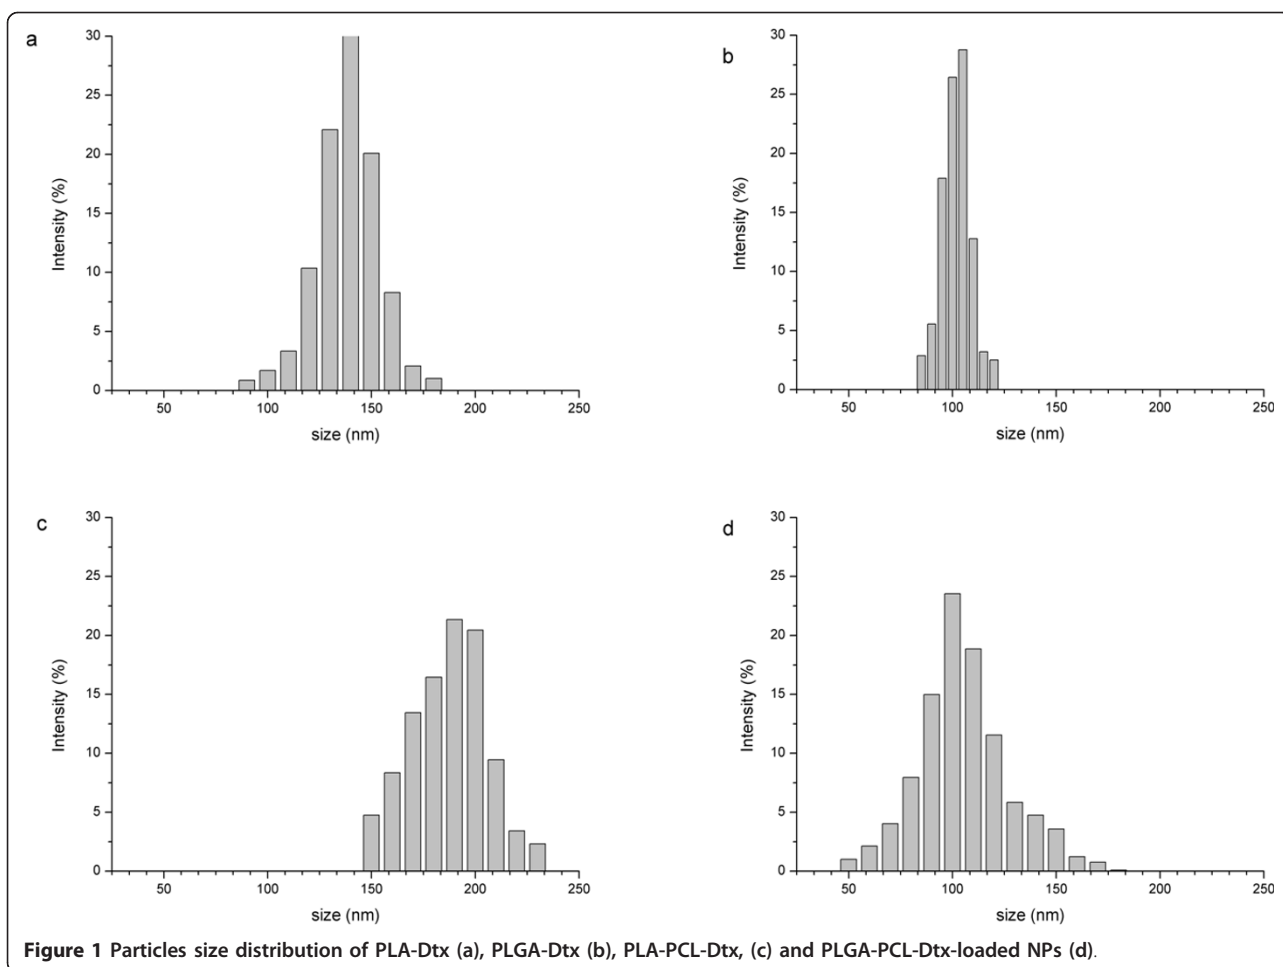 a
30
25
20
15
10
5
0
Intensity (%)
50 100 150 200 250
size (nm)
b
30
25
20
15
10
5
0
Intensity (%)
50 100 150 200 250
size (nm)
c
30
25
20
15
10
5
0
Intensity (%)
50 100 150 200 250
size (nm)
d
30
25
20
15
10
5
0
Intensity (%)
50 100 150 200 250
size (nm)
Figure 1 Particles size distribution of PLA-Dtx (a), PLGA-Dtx (b), PLA-PCL-Dtx, (c) and PLGA-PCL-Dtx-loaded NPs (d).